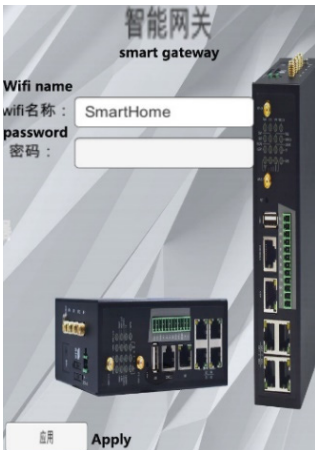 智能网关
smart gateway
Wifi name
wifi名称： SmartHome
password
密码：
应用 Apply